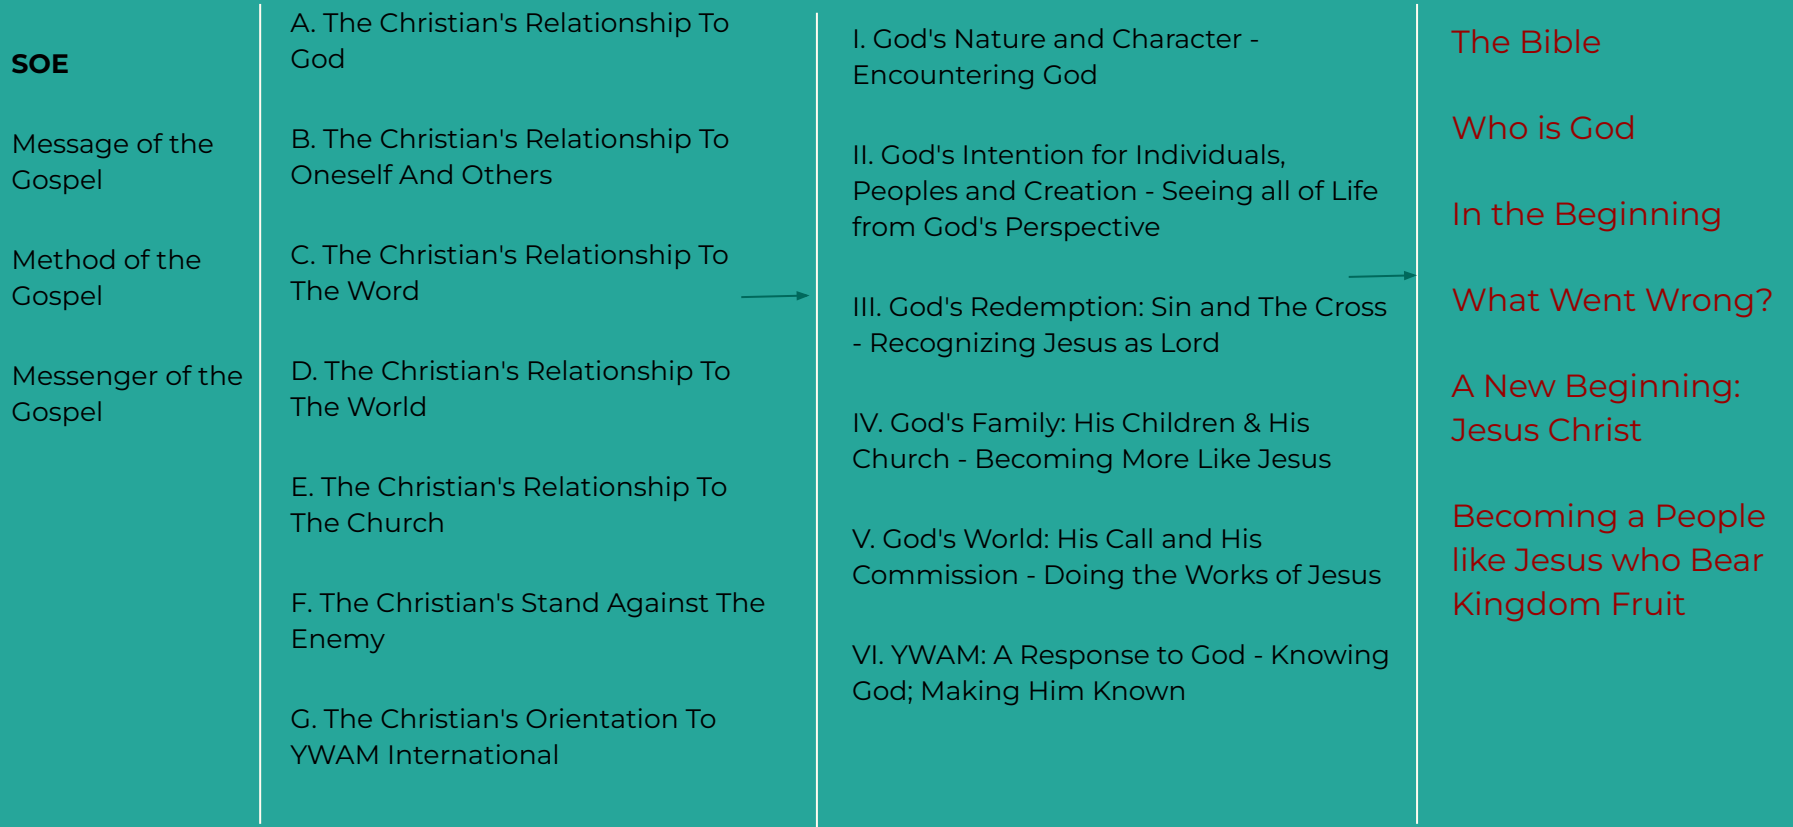 SOE
Message of the
Gospel
Method of the
Gospel
Messenger of the
Gospel
A. The Christian's Relationship To
God
B. The Christian's Relationship To
Oneself And Others
C. The Christian's Relationship To
The Word
D. The Christian's Relationship To
The World
E. The Christian's Relationship To
The Church
F. The Christian's Stand Against The
Enemy
G. The Christian's Orientation To
YWAM International
I. God's Nature and Character -
Encountering God
II. God's Intention for Individuals,
Peoples and Creation - Seeing all of Life
from God's Perspective
III. God's Redemption: Sin and The Cross
- Recognizing Jesus as Lord
IV. God's Family: His Children & His
Church - Becoming More Like Jesus
V. God's World: His Call and His
Commission - Doing the Works of Jesus
VI. YWAM: A Response to God - Knowing
God; Making Him Known
The Bible
Who is God
In the Beginning
What Went Wrong?
A New Beginning:
Jesus Christ
Becoming a People
like Jesus who Bear
Kingdom Fruit